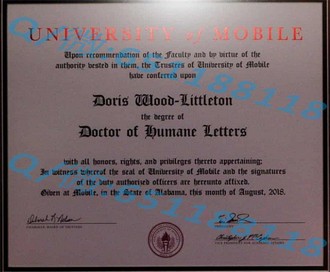 UNIVERSITY of MOBILE
Upon recommendation of the Faculty and by virtue of the
authority vested in them, the Trustees of University of Mobile
have conferred upon
Doris Wood-Littleton
the degree of
Doctor of Humane Letters
with all honors, rights, and privileges thereto appertaining;
In witness whereof the seal of University of Mobile and the signatures
of the duly authorized officers are hereunto affixed.
Given at Mobile, in the State of Alabama, this month of August, 2018.